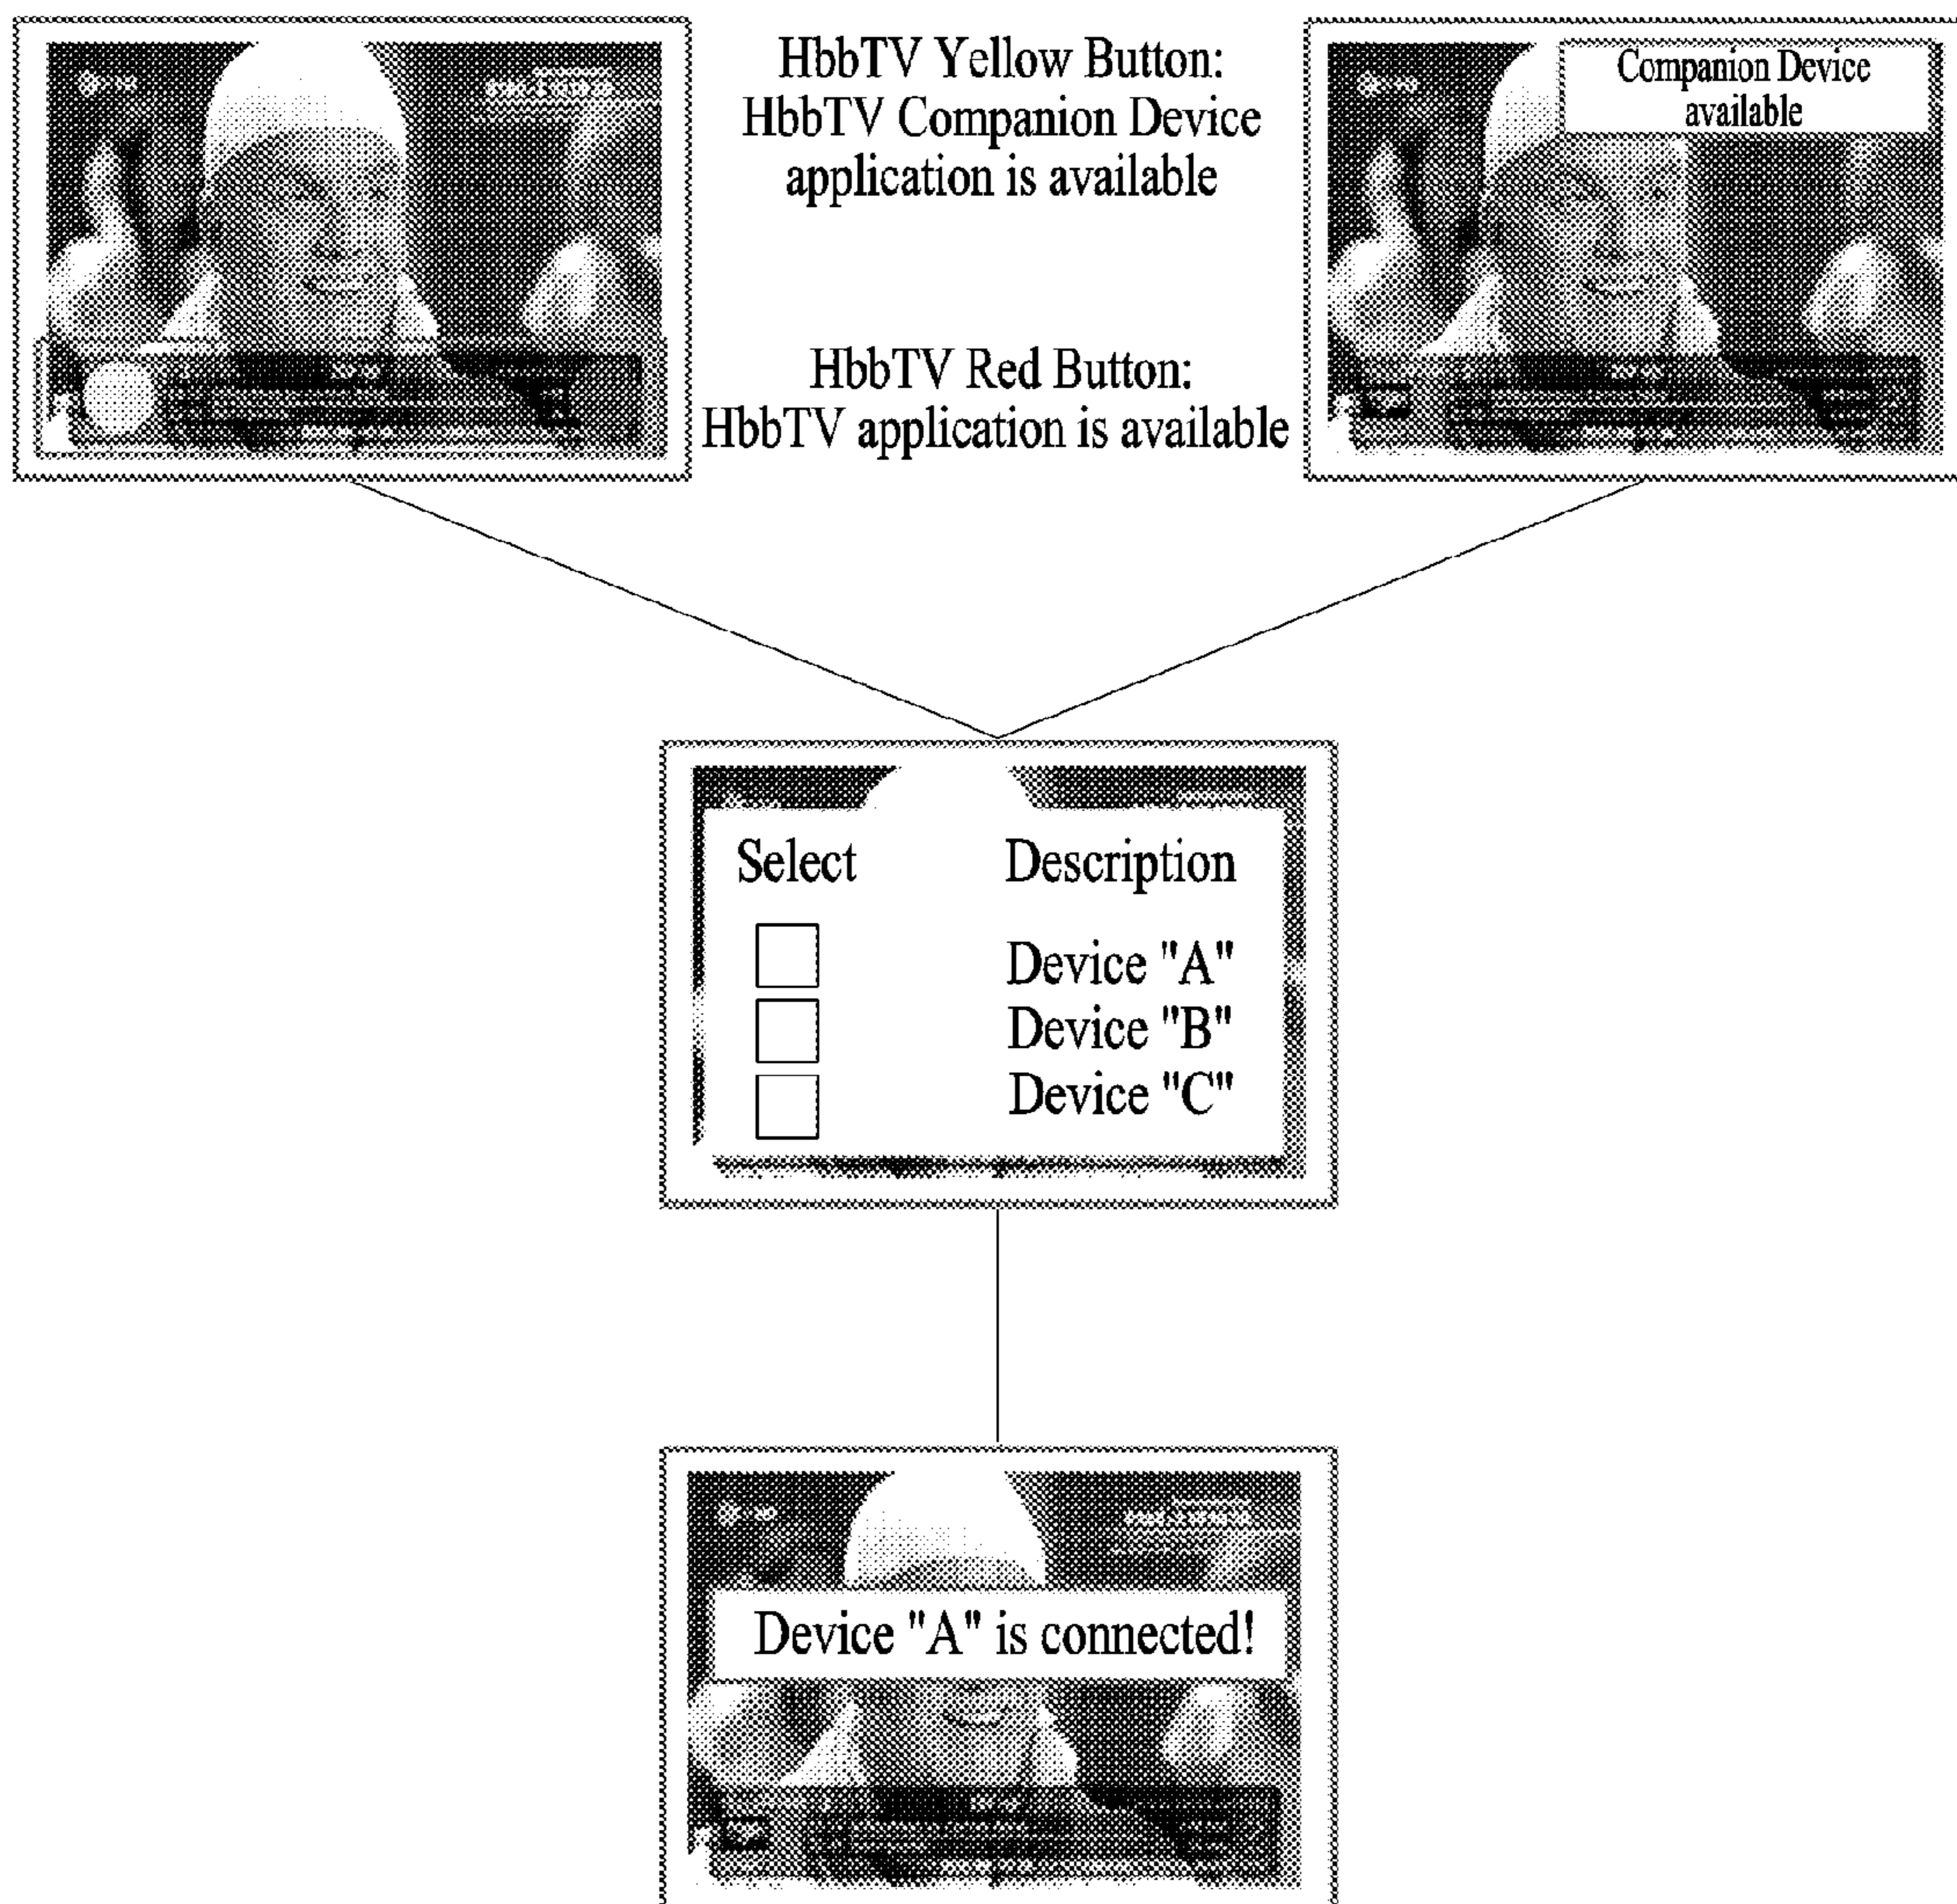 HbbTV Yellow Button:
HbbTV Companion Device
application is available
Companion Device
available
HbbTV Red Button:
HbbTV application is available
Select Description
Device "A"
Device "B"
Device "C"
Device "A" is connected!